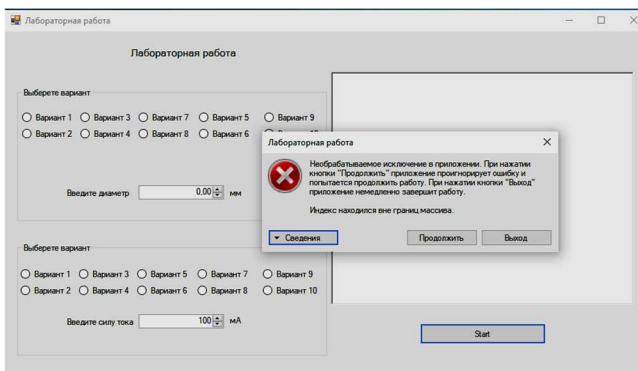 Лабораторная работа
Лабораторная работа
Выберете вариант
Вариант 1 Вариант 3 Вариант 7 Вариант 5 Вариант 9
Вариант 2 Вариант 4 Вариант 8 Вариант 6
Введите диаметр 0,00 мм
Лабораторная работа
Необрабатываемое исключение в приложении. При нажатии
кнопки "Продолжить" приложение проигнорирует ошибку и
попытается продолжить работу. При нажатии кнопки "Выход"
приложение немедленно завершит работу.
Индекс находился вне границ массива.
Сведения Продолжить Выход
Выберете вариант
Вариант 1 Вариант 3 Вариант 5 Вариант 7 Вариант 9
Вариант 2 Вариант 4 Вариант 6 Вариант 8 Вариант 10
Введите силу тока 100 мА
Start